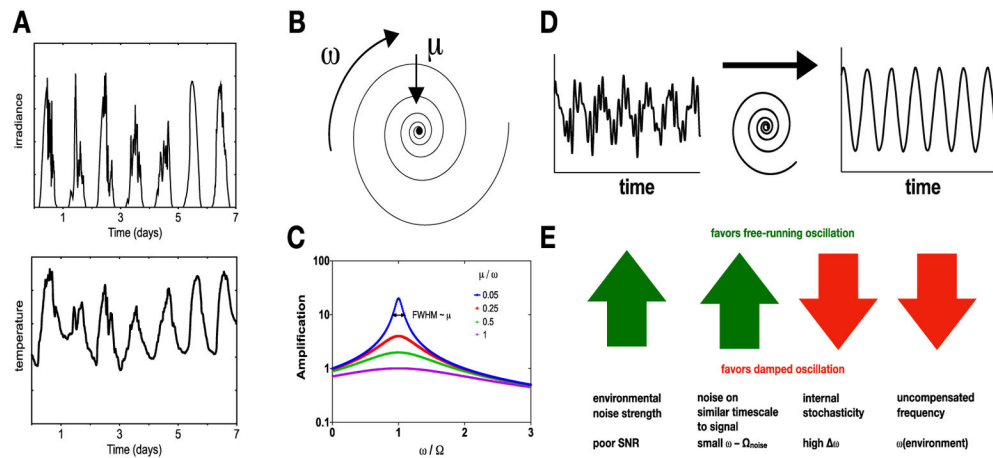 A
irradiance
1 3 5 7
Time (days)
temperature
1 3 5 7
Time (days)
B
ω
μ
C
Amplification
100
10
1
0.1
μ / ω
0.05
0.25
0.5
1
FWHM ~ μ
0 1 2 3
ω / Ω
D
time
time
E
favors free-running oscillation
favors damped oscillation
environmental
noise strength
poor SNR
noise on
similar timescale
to signal
small ω – Ωnoise
internal
stochasticity
high Δω
uncompensated
frequency
ω(environment)